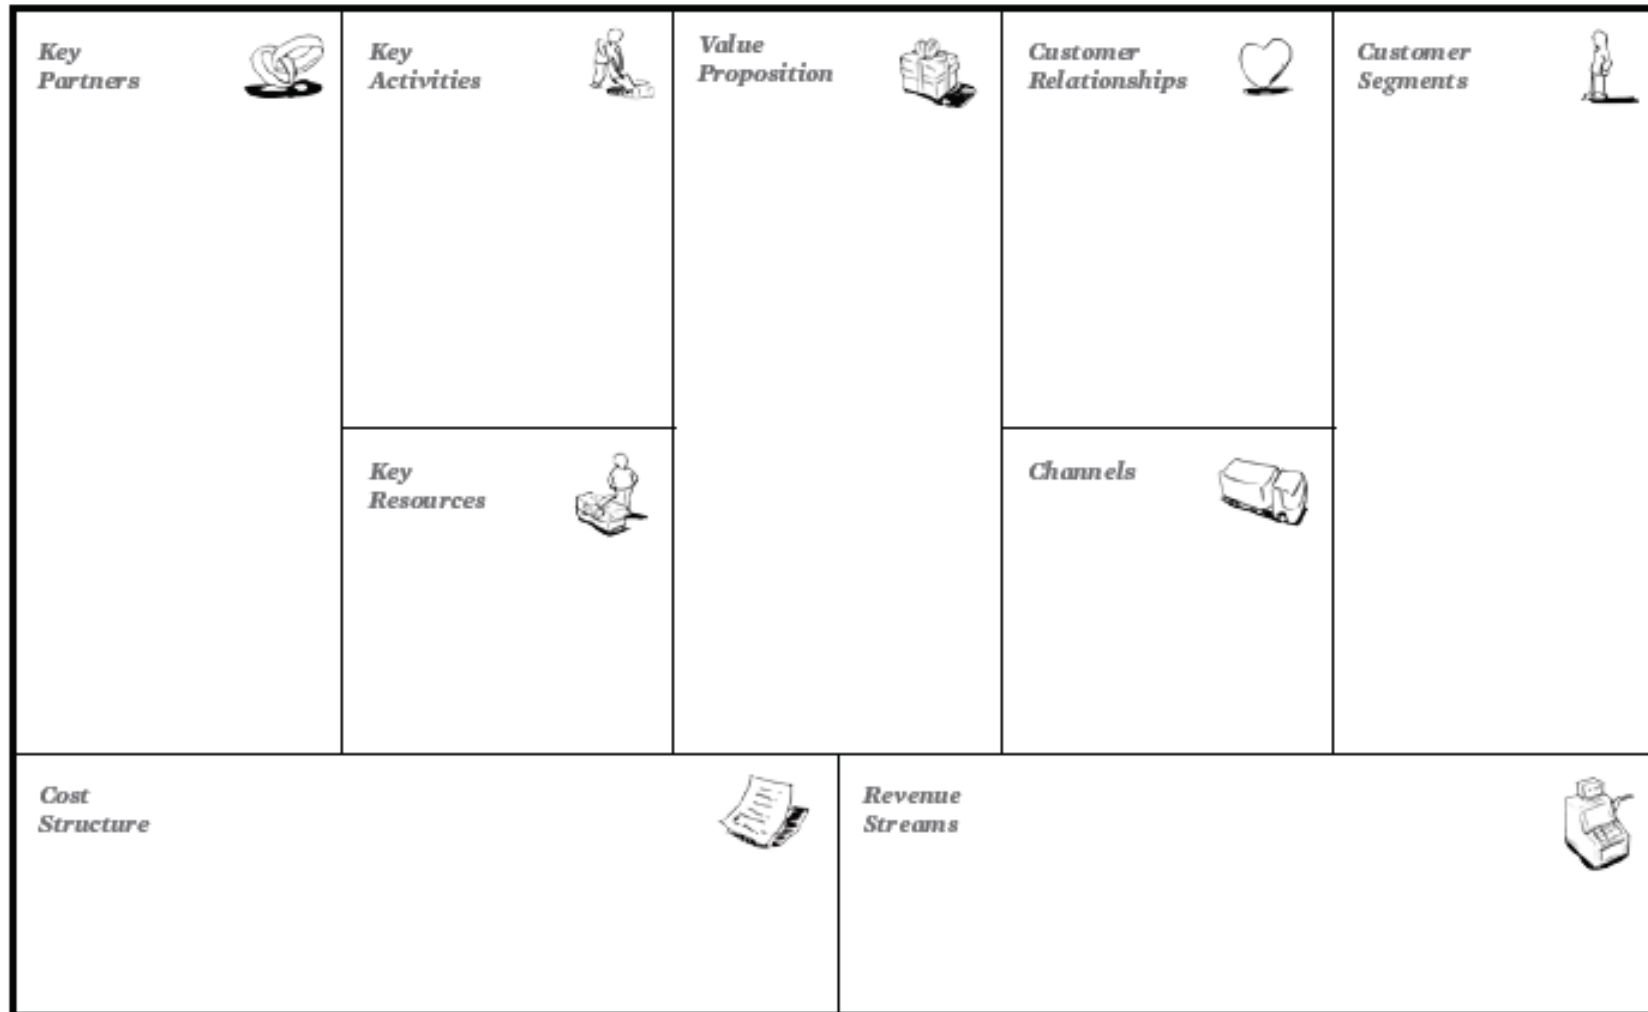 Key
Partners
Key
Activities
Value
Proposition
Customer
Relationships
Customer
Segments
Key
Resources
Channels
Cost
Structure
Revenue
Streams